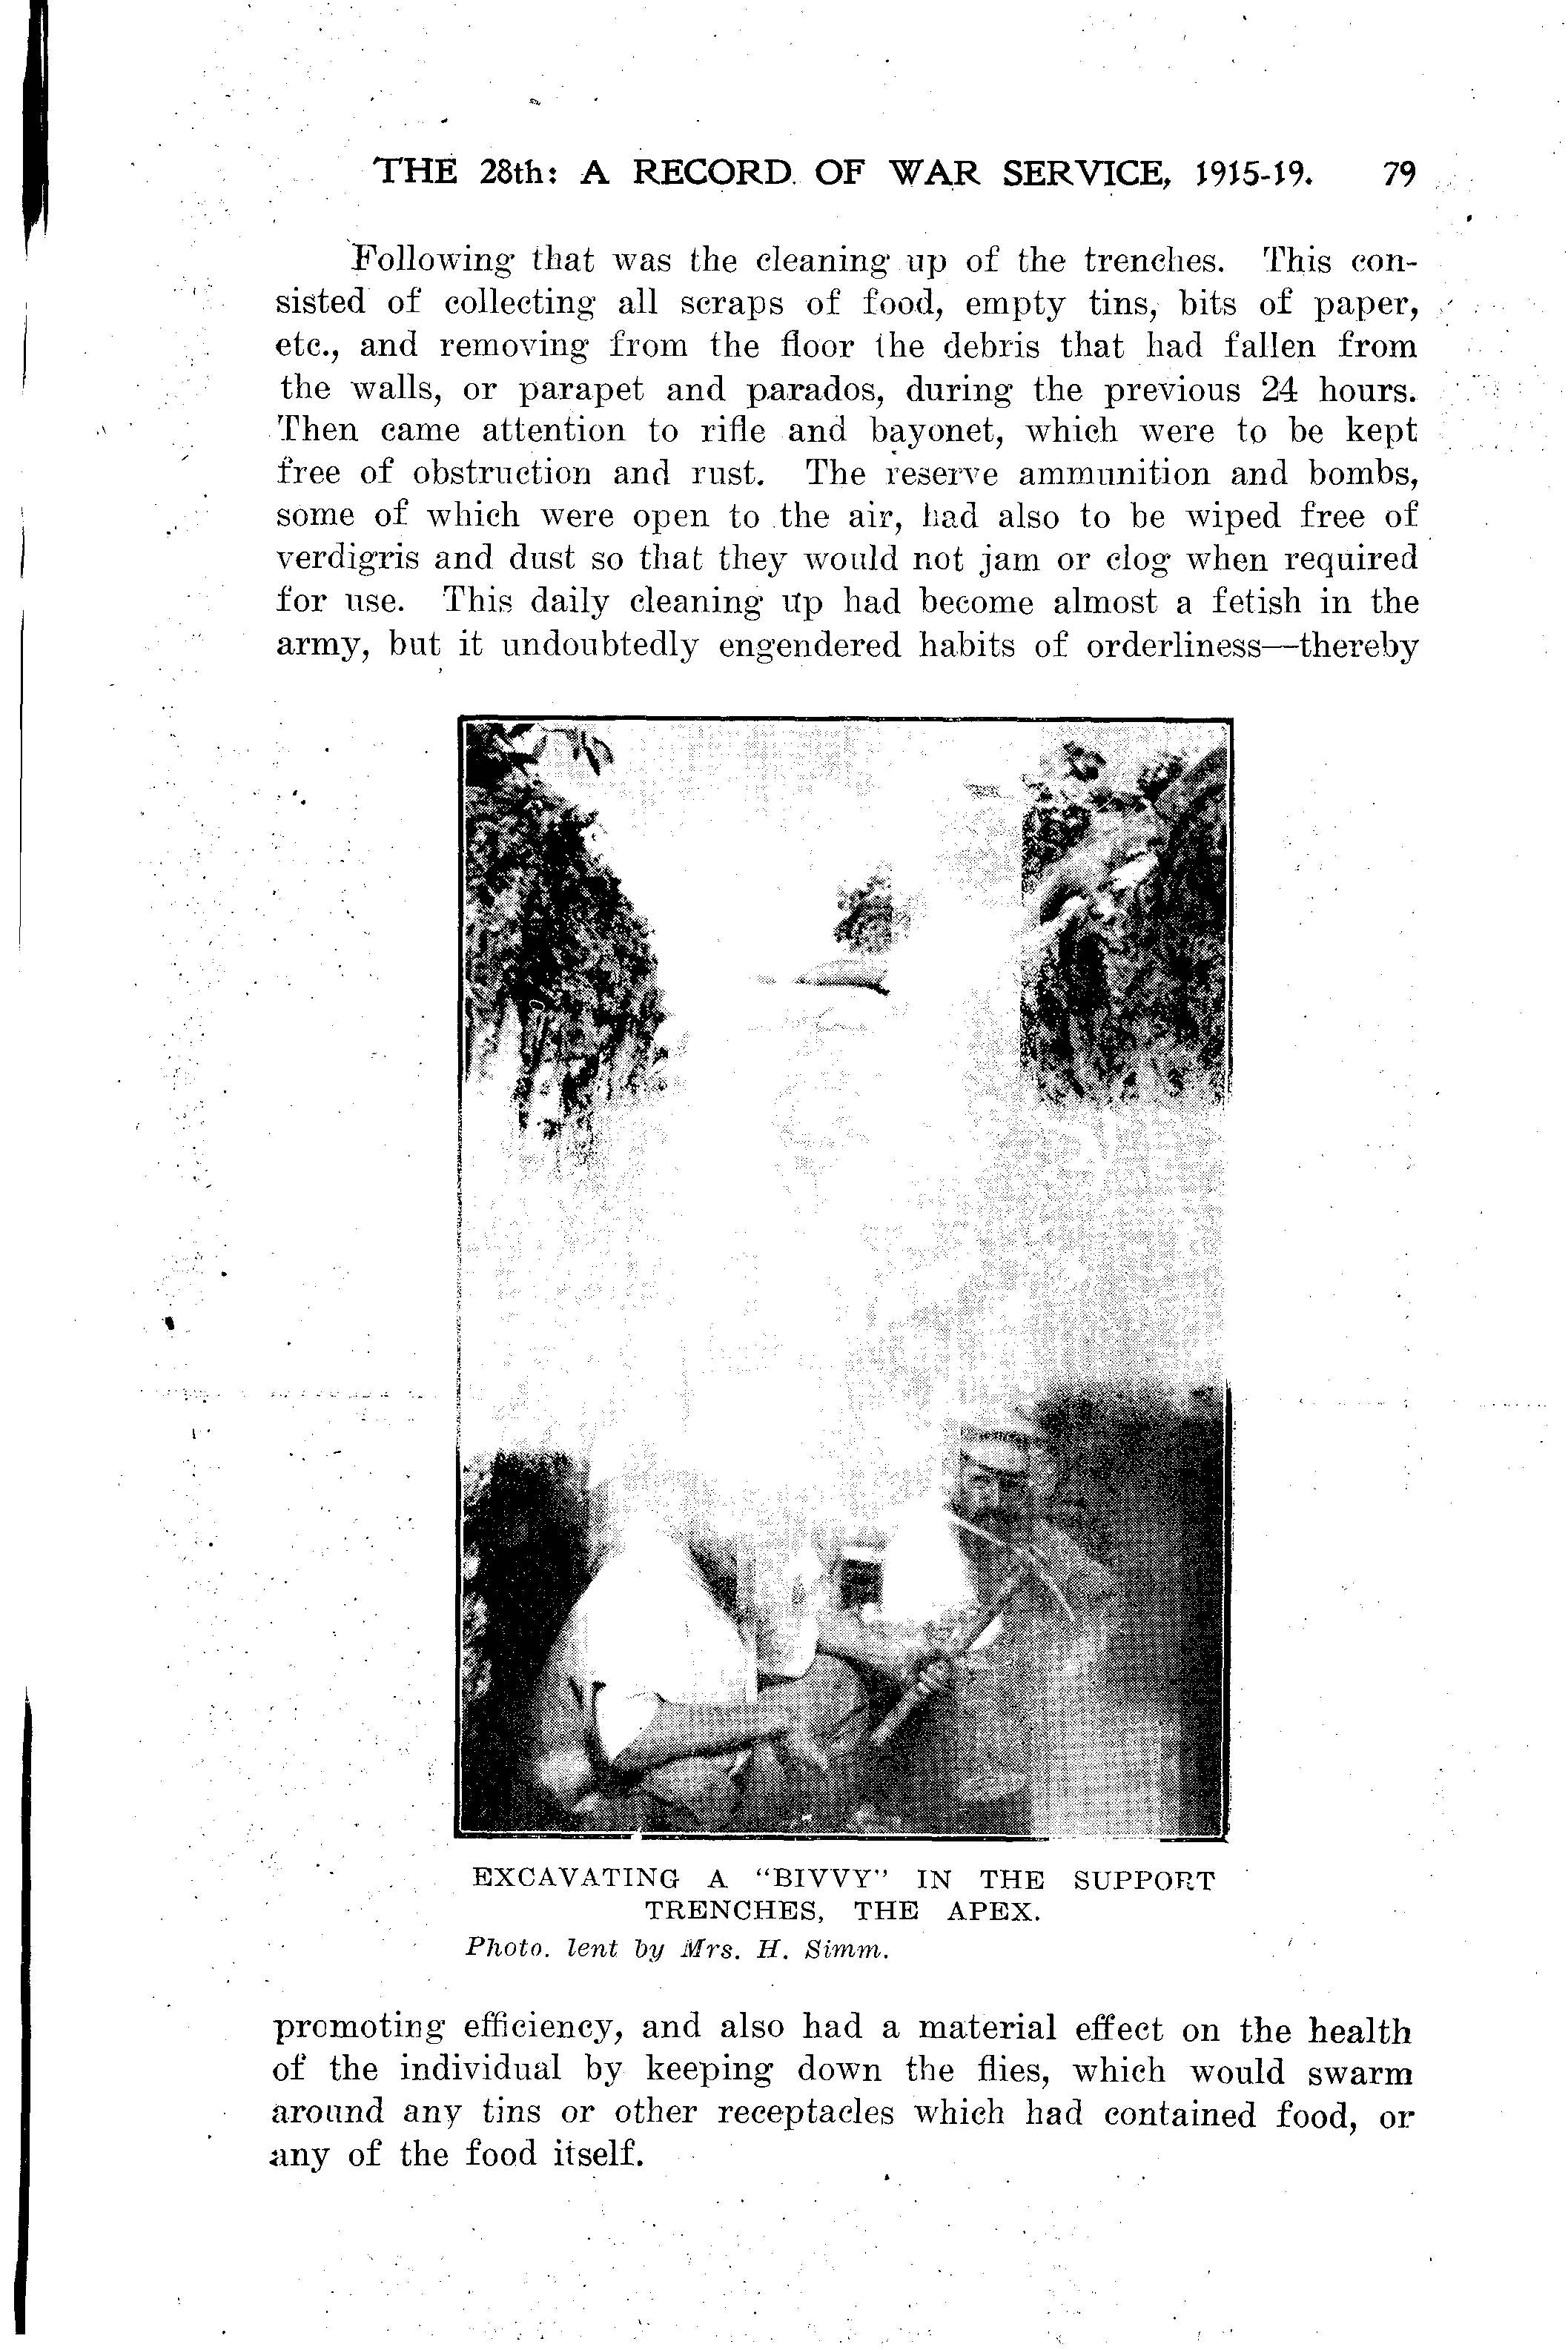 THE 28th: A RECORD OF WAR SERVICE, 1915-19. 79
Following that was the cleaning up of the trenches. This con-
sisted of collecting all scraps of food, empty tins, bits of paper,
etc., and removing from the floor the debris that had fallen from
the walls, or parapet and parados, during the previous 24 hours.
Then came attention to rifle and bayonet, which were to be kept
free of obstruction and rust. The reserve ammunition and bombs,
some of which were open to the air, had also to be wiped free of
verdigris and dust so that they would not jam or clog when required
for use. This daily cleaning up had become almost a fetish in the
army, but it undoubtedly engendered habits of orderliness—thereby
EXCAVATING A "BIVVY" IN THE SUPPORT
TRENCHES, THE APEX.
Photo. lent by Mrs. H. Simm.
promoting efficiency, and also had a material effect on the health
of the individual by keeping down the flies, which would swarm
around any tins or other receptacles which had contained food, or
any of the food itself.